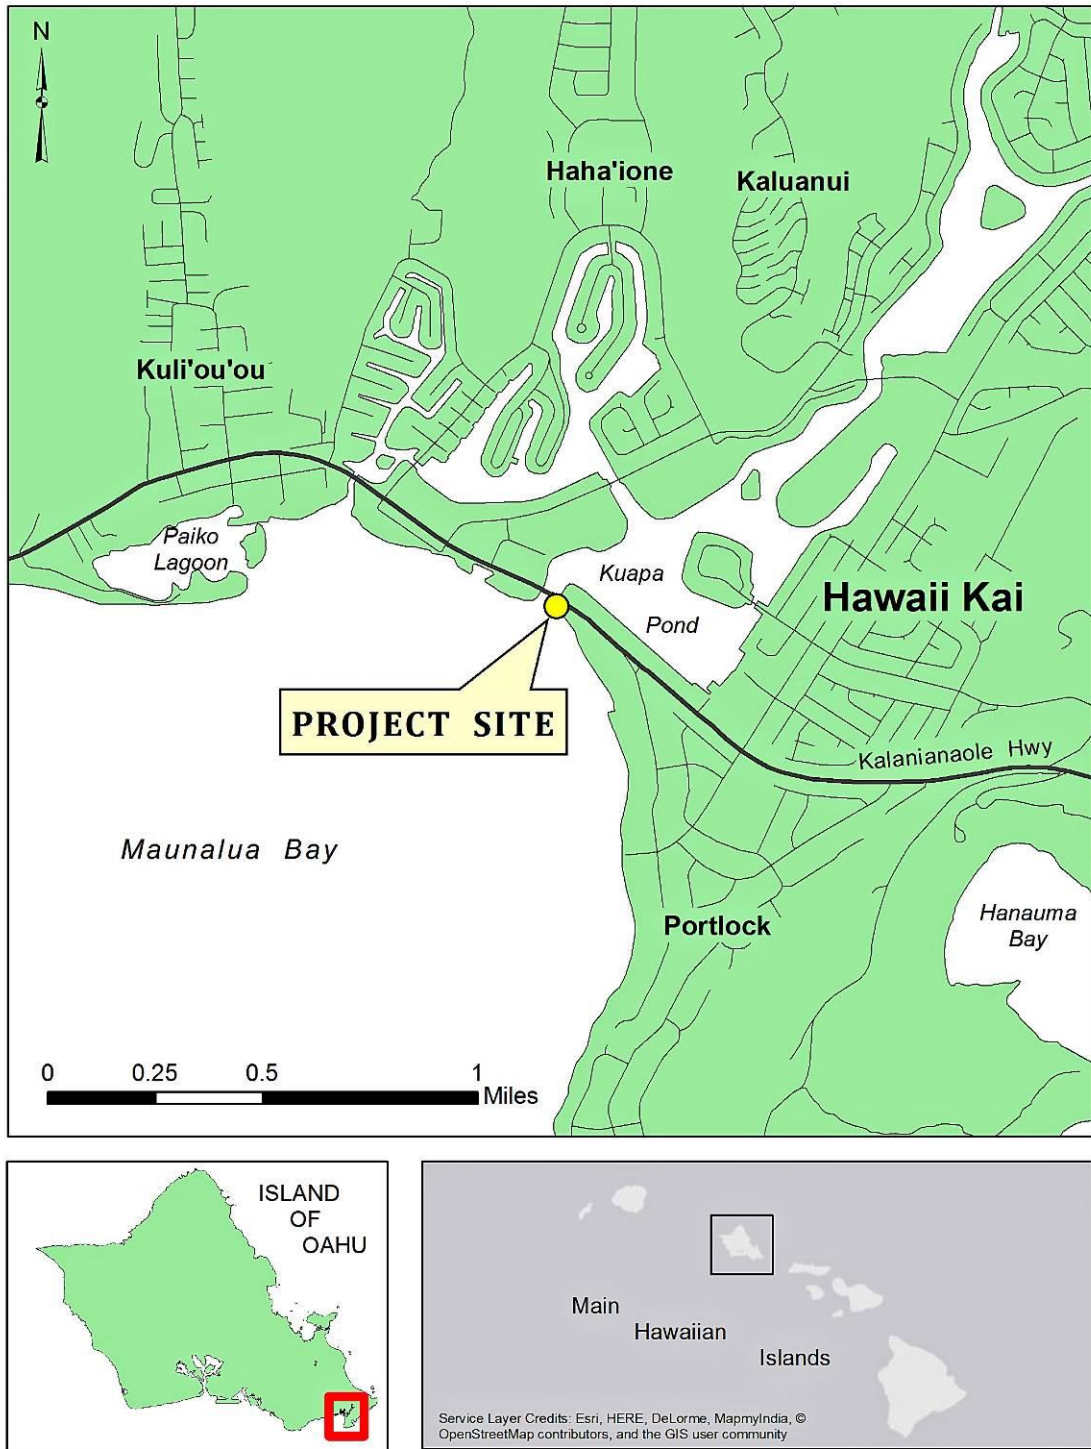 N
Haha'ione
Kaluanui
Kuli'ou'ou
Paiko
Lagoon
Kuapa
Pond
Hawaii Kai
PROJECT SITE
Kalanianaole Hwy
Maunalua Bay
Portlock
Hanauma
Bay
0 0.25 0.5 1
Miles
ISLAND
OF
OAHU
Main
Hawaiian
Islands
Service Layer Credits: Esri, HERE, DeLorme, MapmyIndia, ©
OpenStreetMap contributors, and the GIS user community